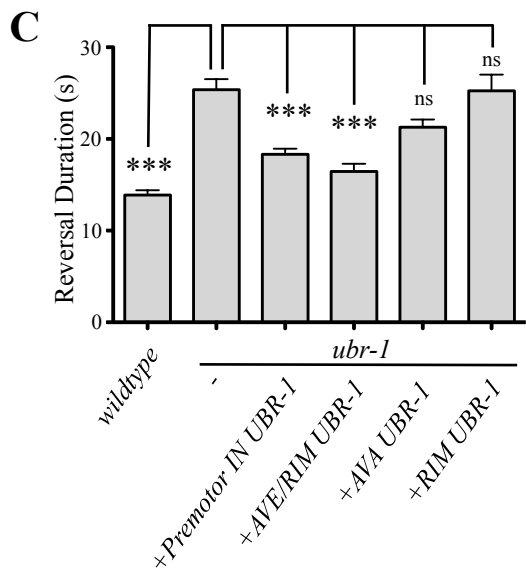 C
Reversal Duration (s)
30
20
10
0
***
***
***
ns
ns
wildtype
-
+Premotor IN UBR-1
+AVE/RIM UBR-1
+AVA UBR-1
+RIM UBR-1
ubr-1